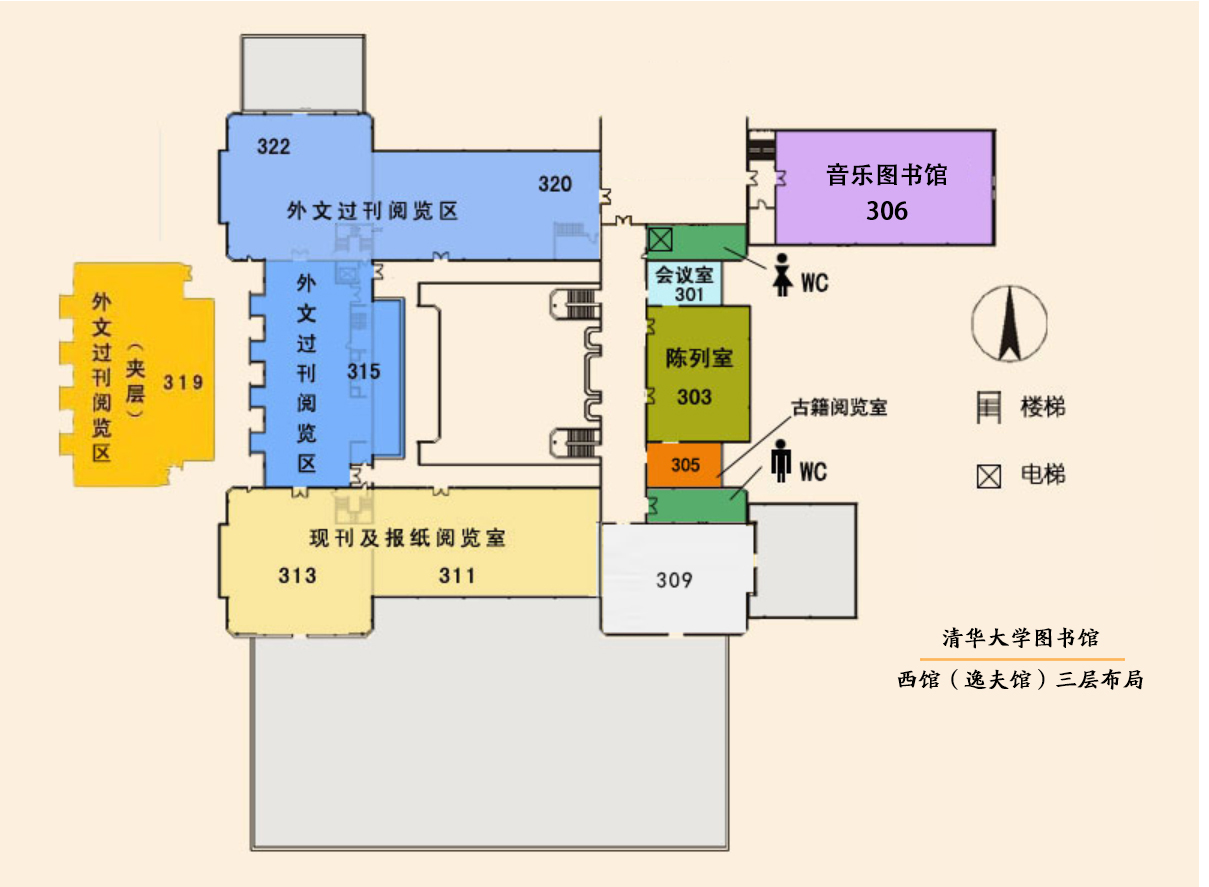 322
320
外文过刊阅览区
音乐图书馆
306
WC
会议室
301
外文过刊阅览区
（夹层）
319
外文过刊阅览区
315
陈列室
303
古籍阅览室
305
WC
楼梯
电梯
现刊及报纸阅览室
313
311
309
清华大学图书馆
西馆（逸夫馆）三层布局